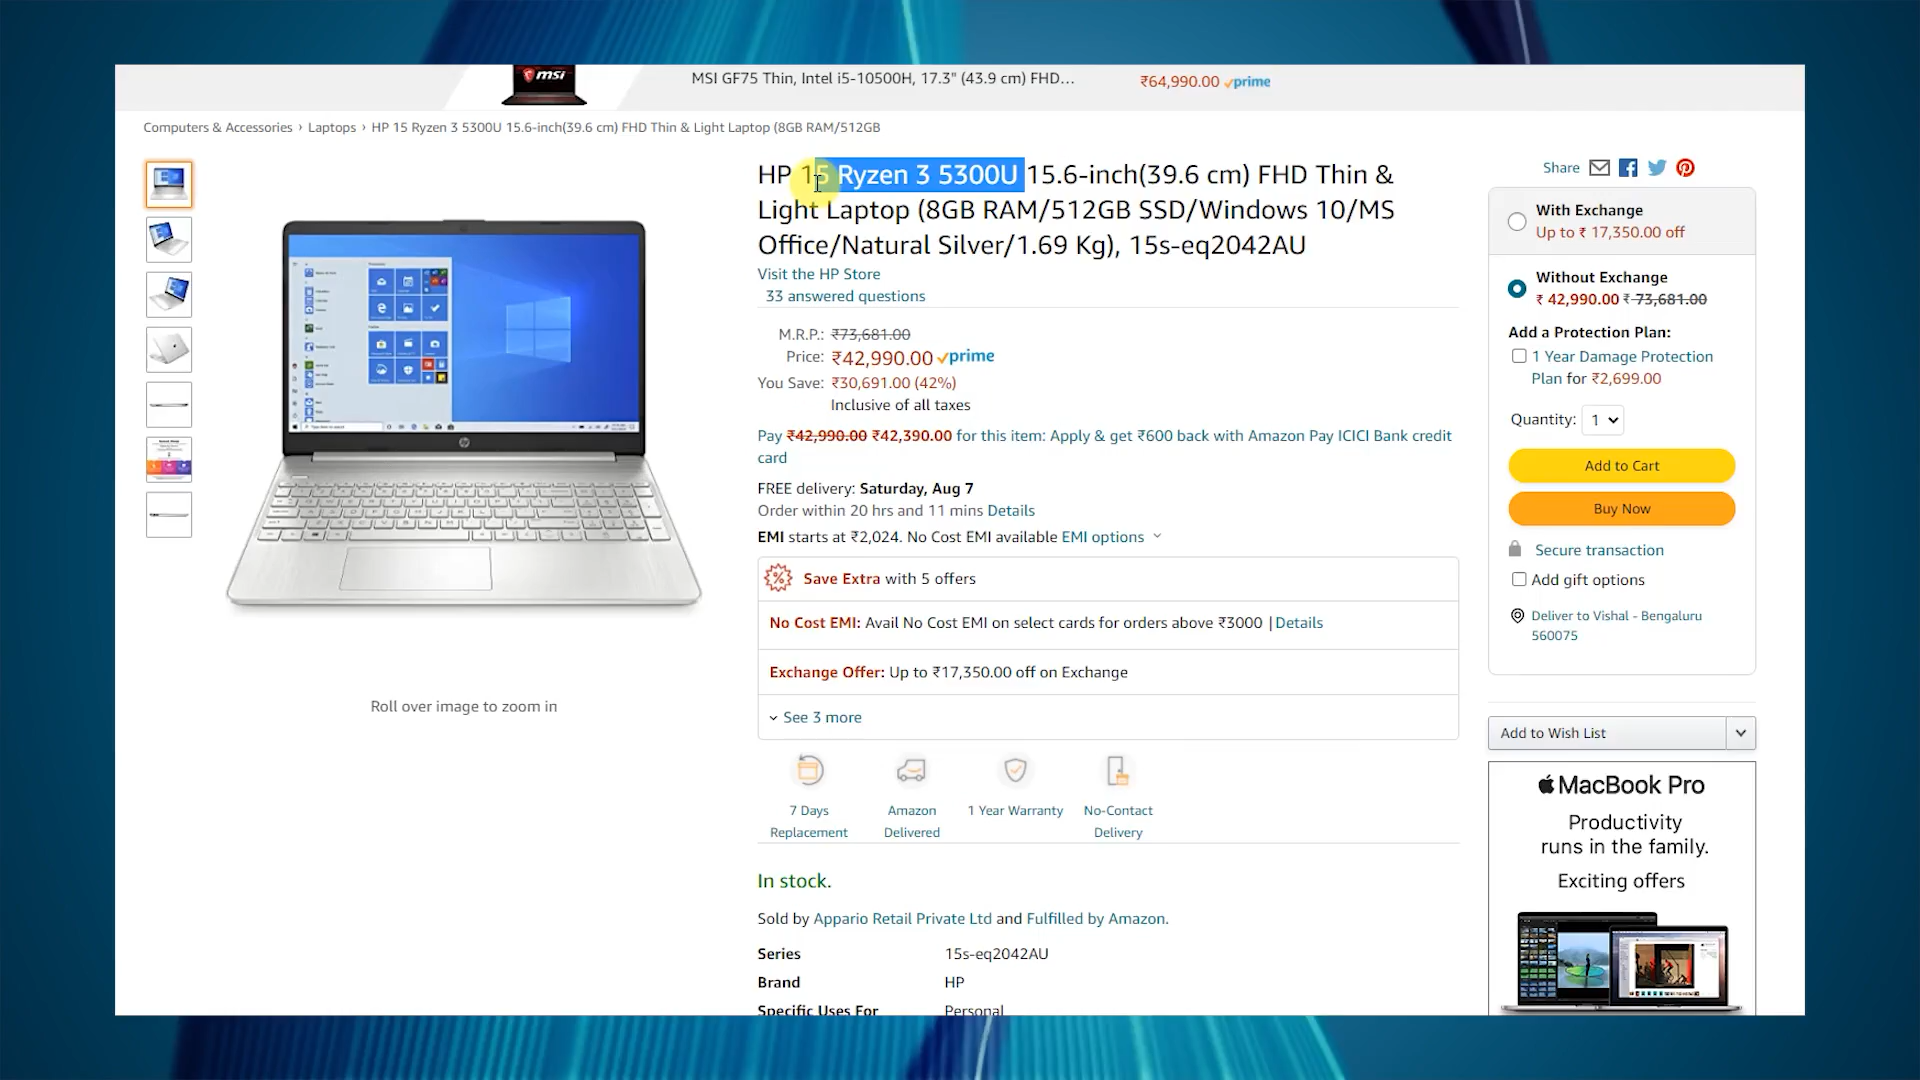 msi
MSI GF75 Thin, Intel i5-10500H, 17.3" (43.9 cm) FHD...
₹64,990.00 prime
Computers & Accessories › Laptops › HP 15 Ryzen 3 5300U 15.6-inch(39.6 cm) FHD Thin & Light Laptop (8GB RAM/512GB
HP 15 Ryzen 3 5300U 15.6-inch(39.6 cm) FHD Thin &
Light Laptop (8GB RAM/512GB SSD/Windows 10/MS
Office/Natural Silver/1.69 Kg), 15s-eq2042AU
Visit the HP Store
33 answered questions
M.R.P.: ₹73,681.00
Price: ₹42,990.00 prime
You Save: ₹30,691.00 (42%)
Inclusive of all taxes
Pay ₹42,990.00 ₹42,390.00 for this item: Apply & get ₹600 back with Amazon Pay ICICI Bank credit
card
FREE delivery: Saturday, Aug 7
Order within 20 hrs and 11 mins Details
EMI starts at ₹2,024. No Cost EMI available EMI options
Save Extra with 5 offers
No Cost EMI: Avail No Cost EMI on select cards for orders above ₹3000 | Details
Exchange Offer: Up to ₹17,350.00 off on Exchange
See 3 more
7 Days
Replacement
Amazon
Delivered
1 Year Warranty
No-Contact
Delivery
In stock.
Sold by Appario Retail Private Ltd and Fulfilled by Amazon.
Series 15s-eq2042AU
Brand HP
Specific Uses For Personal
Roll over image to zoom in
Share
With Exchange
Up to ₹ 17,350.00 off
Without Exchange
₹ 42,990.00 ₹ 73,681.00
Add a Protection Plan:
1 Year Damage Protection
Plan for ₹2,699.00
Quantity: 1
Add to Cart
Buy Now
Secure transaction
Add gift options
Deliver to Vishal - Bengaluru
560075
Add to Wish List
MacBook Pro
Productivity
runs in the family.
Exciting offers